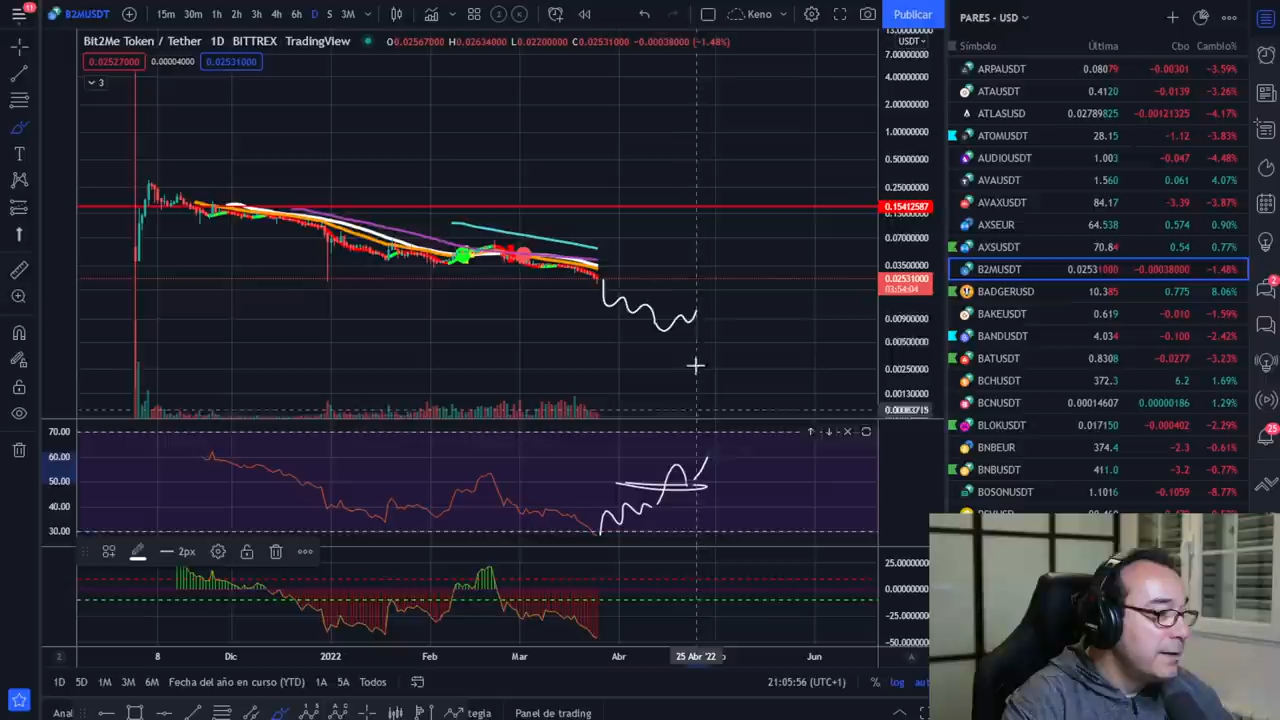 11 B2MUSDT 15m 30m 1h 2h 3h 4h 6h D S 3M Keno Publicar PARES - USD
Bit2Me Token / Tether 1D BITTREX TradingView O0.02567000 H0.02634000 L0.02200000 C0.02531000 −0.00038000 (−1.48%) USDT
0.02527000 0.00004000 0.02531000
3
7.00000000
4.00000000
2.00000000
1.00000000
0.50000000
0.25000000
0.15412587
0.07000000
0.03500000
0.02531000
03:54:04
0.00900000
0.00500000
0.00250000
0.00130000
0.00083715
70.00
60.00
50.00
40.00
30.00
2px
25.00000000
0.00000000
−25.0000000
−50.0000000
8 Dic 2022 Feb Mar Abr 25 Abr '22 Jun
1D 5D 1M 3M 6M Fecha del año en curso (YTD) 1A 5A Todos 21:05:56 (UTC+1) % log
Panel de trading
Símbolo Última Cbo Cambio%
ARPAUSDT 0.08079 −0.00301 −3.59%
ATAUSDT 0.4120 −0.0139 −3.26%
ATLASUSD 0.02789825 −0.00121325 −4.17%
ATOMUSDT 28.15 −1.12 −3.83%
AUDIOUSDT 1.003 −0.047 −4.48%
AVAUSDT 1.560 0.061 4.07%
AVAXUSDT 84.17 −3.39 −3.87%
AXSEUR 64.538 0.574 0.90%
AXSUSDT 70.84 0.54 0.77%
B2MUSDT 0.02531000 −0.00038000 −1.48%
BADGERUSD 10.385 0.775 8.06%
BAKEUSDT 0.619 −0.010 −1.59%
BANDUSDT 4.034 −0.100 −2.42%
BATUSDT 0.8308 −0.0277 −3.23%
BCHUSDT 372.3 6.2 1.69%
BCNUSDT 0.00014607 0.00000186 1.29%
BLOKUSDT 0.017150 −0.000402 −2.29%
BNBEUR 374.4 −2.3 −0.61%
BNBUSDT 411.0 −3.2 −0.77%
BOSONUSDT 1.1016 −0.1059 −8.77%
2
25